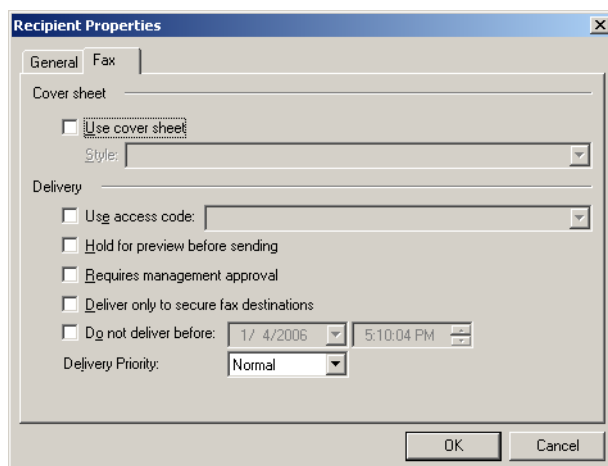 Recipient Properties
General Fax
Cover sheet
Use cover sheet
Style:
Delivery
Use access code:
Hold for preview before sending
Requires management approval
Deliver only to secure fax destinations
Do not deliver before: 1/ 4/2006 5:10:04 PM
Delivery Priority: Normal
OK Cancel